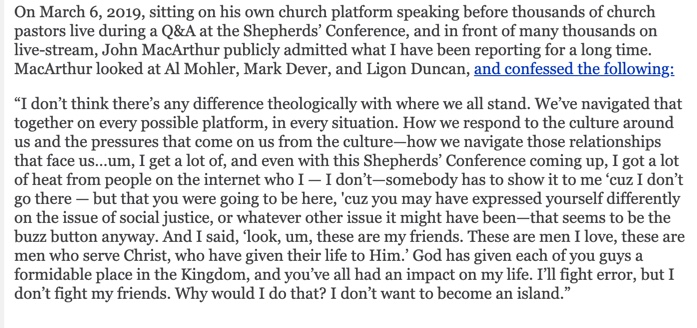 On March 6, 2019, sitting on his own church platform speaking before thousands of church
pastors live during a Q&A at the Shepherds' Conference, and in front of many thousands on
live-stream, John MacArthur publicly admitted what I have been reporting for a long time.
MacArthur looked at Al Mohler, Mark Dever, and Ligon Duncan, and confessed the following:
“I don’t think there’s any difference theologically with where we all stand. We’ve navigated that
together on every possible platform, in every situation. How we respond to the culture around
us and the pressures that come on us from the culture—how we navigate those relationships
that face us...um, I get a lot of, and even with this Shepherds’ Conference coming up, I got a lot
of heat from people on the internet who I — I don’t—somebody has to show it to me ‘cuz I don’t
go there — but that you were going to be here, 'cuz you may have expressed yourself differently
on the issue of social justice, or whatever other issue it might have been—that seems to be the
buzz button anyway. And I said, ‘look, um, these are my friends. These are men I love, these are
men who serve Christ, who have given their life to Him.’ God has given each of you guys a
formidable place in the Kingdom, and you’ve all had an impact on my life. I’ll fight error, but I
don’t fight my friends. Why would I do that? I don’t want to become an island.”